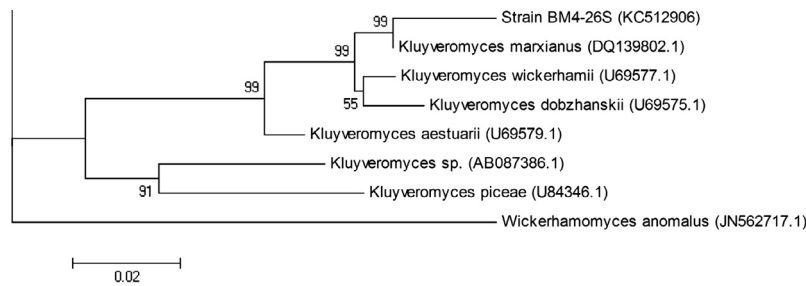 99
Strain BM4-26S (KC512906)
99
Kluyveromyces marxianus (DQ139802.1)
99
Kluyveromyces wickerhamii (U69577.1)
55
Kluyveromyces dobzhanskii (U69575.1)
Kluyveromyces aestuarii (U69579.1)
Kluyveromyces sp. (AB087386.1)
91
Kluyveromyces piceae (U84346.1)
Wickerhamomyces anomalus (JN562717.1)
0.02